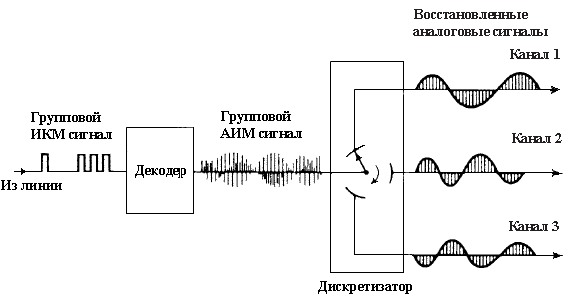 Восстановленные
аналоговые сигналы
Канал 1
Групповой
ИКМ сигнал
Групповой
АИМ сигнал
Канал 2
Из линии
Декодер
Канал 3
Дискретизатор